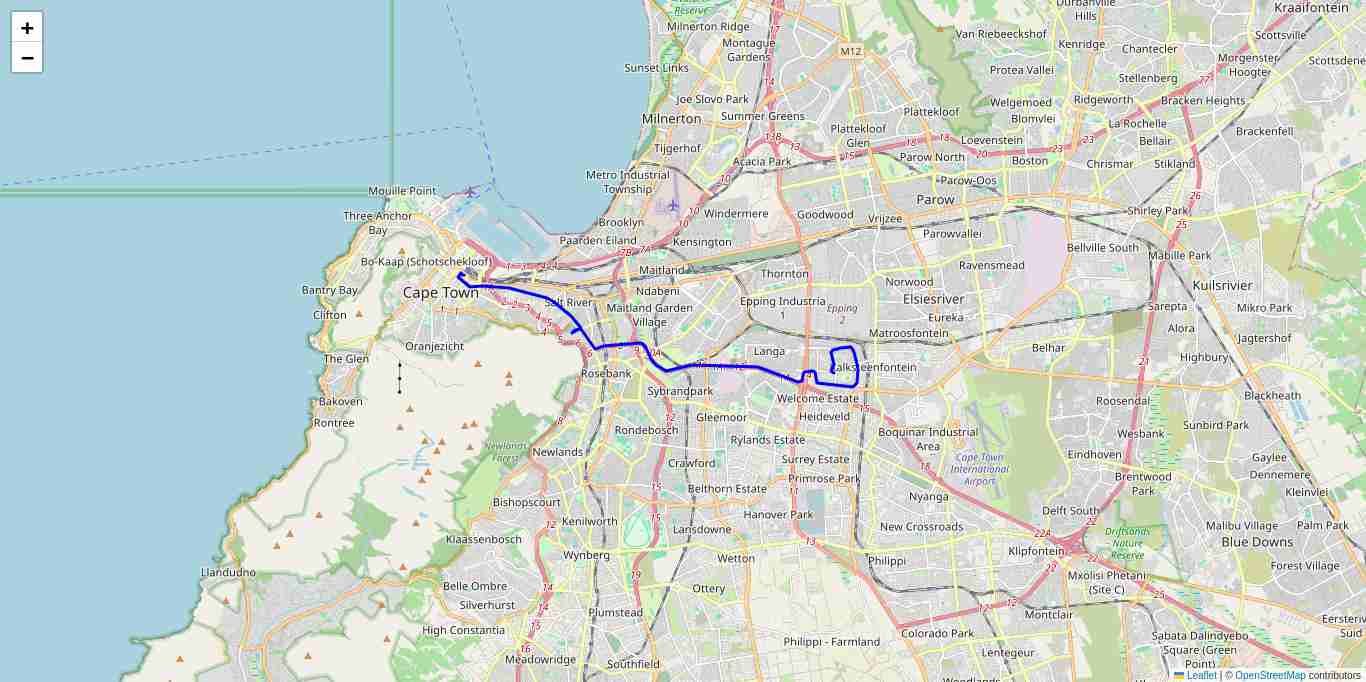 +
−
Reserve
Milnerton Ridge
Montague
Gardens
Sunset Links
Joe Slovo Park
Milnerton
Summer Greens
Tijgerhof
Acacia Park
Metro Industrial
Township
Brooklyn
Windermere
Paarden Eiland
Kensington
Maitland
Ndabeni
Maitland Garden
Village
Salt River
Mouille Point
Three Anchor
Bay
Bo-Kaap (Schotschekloof)
Cape Town
Bantry Bay
Clifton
Oranjezicht
The Glen
Bakoven
Rontree
Llandudno
Durbanville
Hills
Van Riebeeckshof
Kenridge
Chantecler
Kraaifontein
Scottsville
Morgenster
Hoogter
Scottsdene
Protea Vallei
Stellenberg
Welgemoed
Ridgeworth
Bracken Heights
Blomvlei
La Rochelle
Brackenfell
Plattekloof
Plattekloof
Glen
Loevenstein
Bellair
Parow North
Boston
Chrismar
Stikland
Parow-Oos
Parow
Goodwood
Vrijzee
Shirley Park
Parowvallei
Bellville South
Mabille Park
Thornton
Ravensmead
Norwood
Kuilsrivier
Epping Industria
1
Epping
2
Elsiesriver
Eureka
Sarepta
Mikro Park
Matroosfontein
Alora
Jagtershof
Belhar
Highbury
Langa
Kalksteenfontein
Rosebank
Sybrandpark
Welcome Estate
Blackheath
Roosendal
Gleemoor
Heideveld
Sunbird Park
Rondebosch
Rylands Estate
Boquinar Industrial
Area
Wesbank
Newlands
Forest
Newlands
Crawford
Surrey Estate
Cape Town
International
Airport
Eindhoven
Gaylee
Primrose Park
Dennemere
Brentwood
Park
Kleinvlei
Bishopscourt
Belthorn Estate
Nyanga
Hanover Park
Delft South
Kenilworth
Lansdowne
New Crossroads
Malibu Village
Palm Park
Klaassenbosch
Driftsands
Nature
Reserve
Blue Downs
Wynberg
Wetton
Philippi
Klipfontein
Forest Village
Belle Ombre
Ottery
Mxolisi Phetani
(Site C)
Silverhurst
Plumstead
Montclair
High Constantia
Philippi - Farmland
Colorado Park
Sabata Dalindyebo
Square (Green
Point)
Meadowridge
Southfield
Lentegeur
Woodlands
M12
13B
22A
7A
7B
Leaflet | © OpenStreetMap contributors